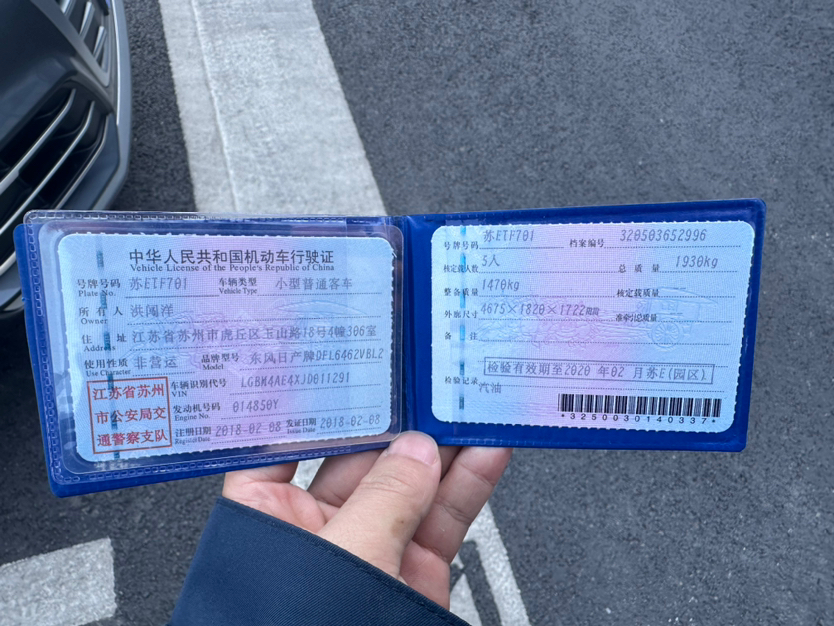 中华人民共和国机动车行驶证
Vehicle License of the People's Republic of China
号牌号码 苏ETF701 车辆类型 小型普通客车
Plate No. Vehicle Type
所有人 洪闯洋
Owner
住址 江苏省苏州市虎丘区玉山路18号4幢306室
Address
使用性质 非营运 品牌型号 东风日产牌DFL6462VBL2
Use Character Model
江苏省苏州
市公安局交
通警察支队
车辆识别代号 LGBM4AE4XJD011291
VIN
发动机号码 014850Y
Engine No.
注册日期 2018-02-08 发证日期 2018-02-08
Register Date Issue Date
号牌号码 苏ETF701 档案编号 320503652996
核定载人数 5人 总质量 1930kg
整备质量 1470kg 核定载质量
外廓尺寸 4675×1820×1722mm 准牵引总质量
备注
检验有效期至2020年02月苏E(园区)
检验记录
汽油
*3250030140337*